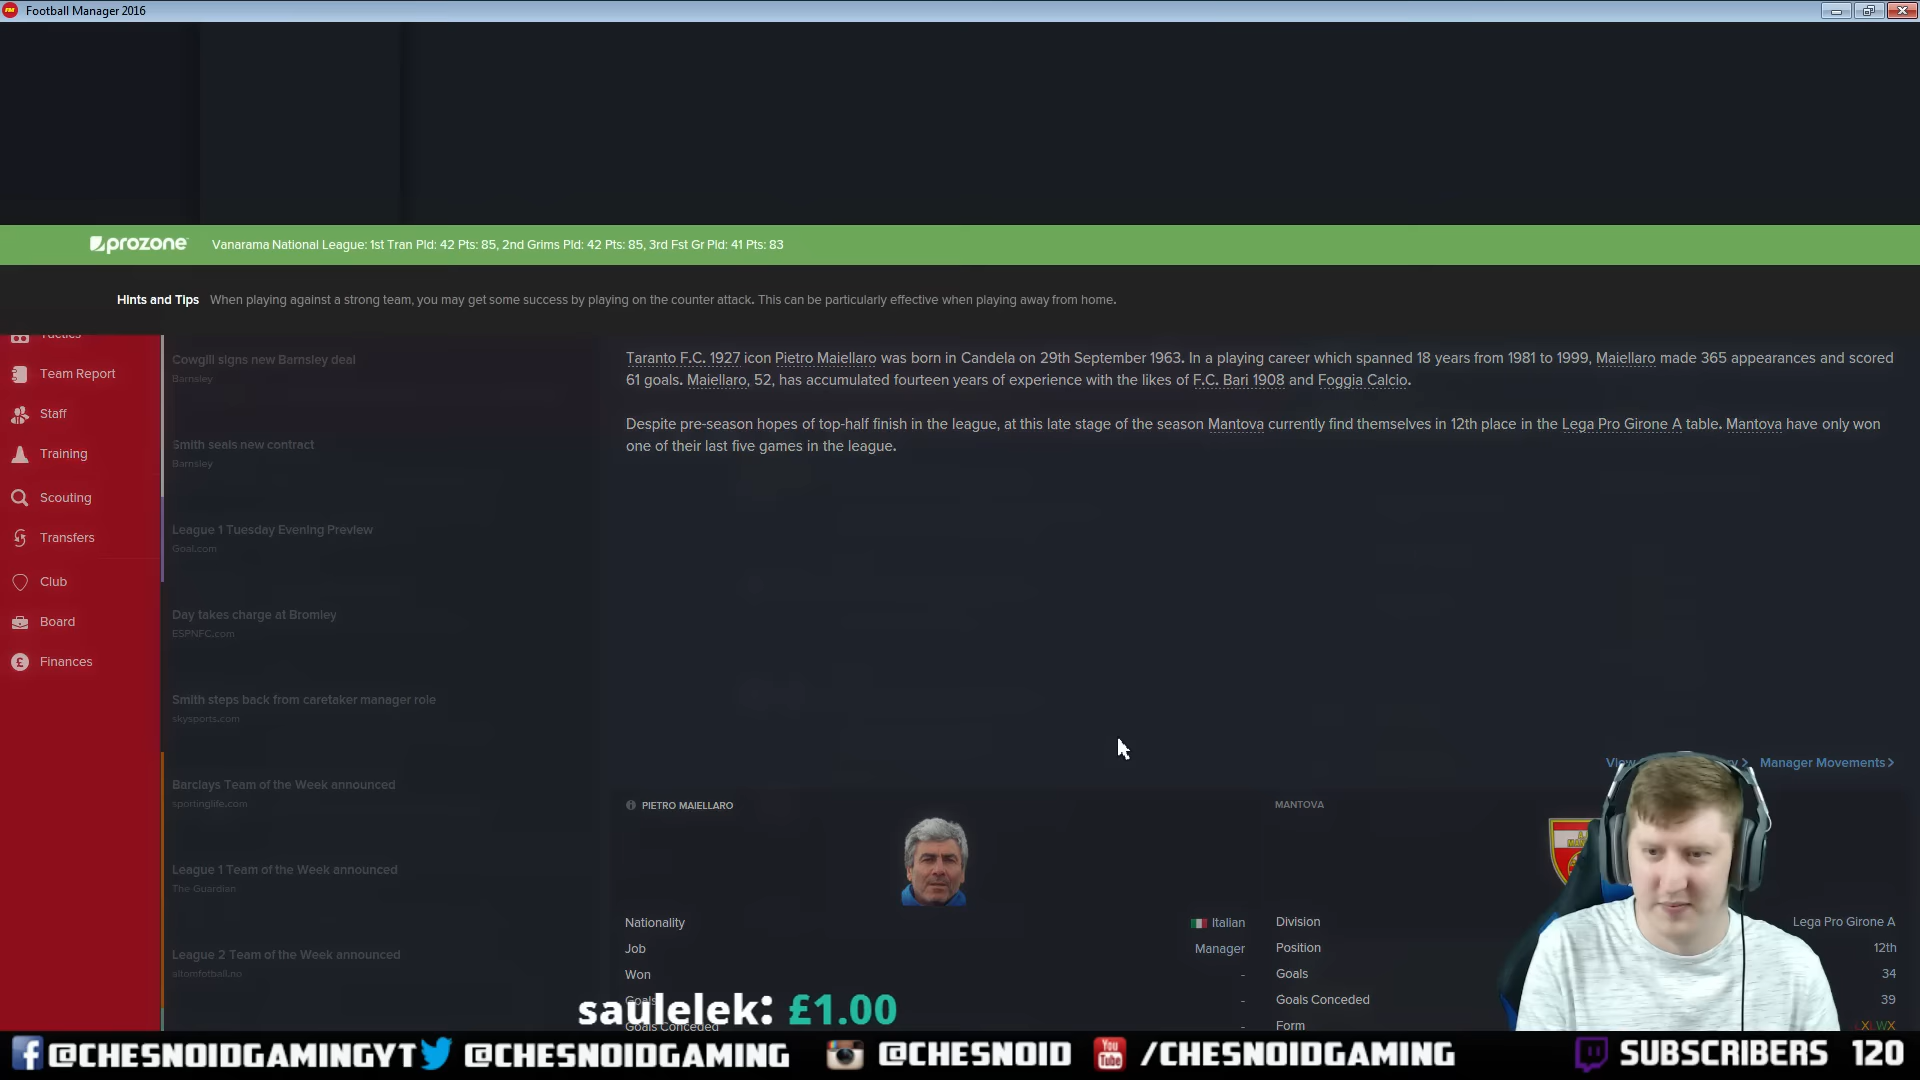 Football Manager 2016
prozone Vanarama National League: 1st Tran Pld: 42 Pts: 85, 2nd Grims Pld: 42 Pts: 85, 3rd Fst Gr Pld: 41 Pts: 83
Hints and Tips When playing against a strong team, you may get some success by playing on the counter attack. This can be particularly effective when playing away from home.
Tactics
Team Report
Staff
Training
Scouting
Transfers
Club
Board
Finances
Cowgill signs new Barnsley deal
Barnsley
Smith seals new contract
Barnsley
League 1 Tuesday Evening Preview
Goal.com
Day takes charge at Bromley
ESPNFC.com
Smith steps back from caretaker manager role
skysports.com
Barclays Team of the Week announced
sportinglife.com
League 1 Team of the Week announced
The Guardian
League 2 Team of the Week announced
altomfotball.no
Taranto F.C. 1927 icon Pietro Maiellaro was born in Candela on 29th September 1963. In a playing career which spanned 18 years from 1981 to 1999, Maiellaro made 365 appearances and scored
61 goals. Maiellaro, 52, has accumulated fourteen years of experience with the likes of F.C. Bari 1908 and Foggia Calcio.
Despite pre-season hopes of top-half finish in the league, at this late stage of the season Mantova currently find themselves in 12th place in the Lega Pro Girone A table. Mantova have only won
one of their last five games in the league.
Manager Movements
PIETRO MAIELLARO
Nationality Italian
Job Manager
Won -
Goals -
Goals Conceded -
MANTOVA
Division Lega Pro Girone A
Position 12th
Goals 34
Goals Conceded 39
Form
saulelek: £1.00
@CHESNOIDGAMINGYT @CHESNOIDGAMING @CHESNOID You Tube /CHESNOIDGAMING SUBSCRIBERS 120